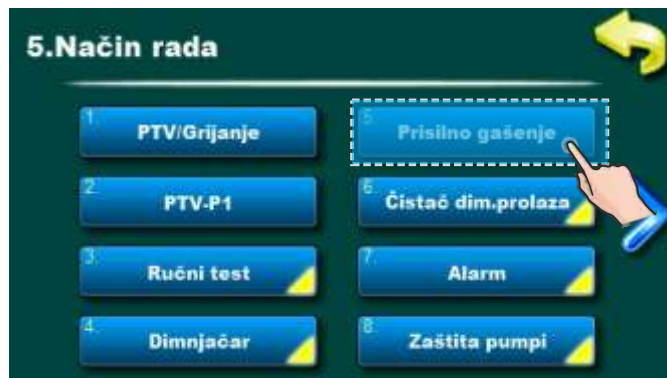 5.Način rada
1. PTV/Grijanje
5. Prisilno gašenje
2. PTV-P1
6. Čistač dim.prolaza
3. Ručni test
7. Alarm
4. Dimnjačar
8. Zaštita pumpi